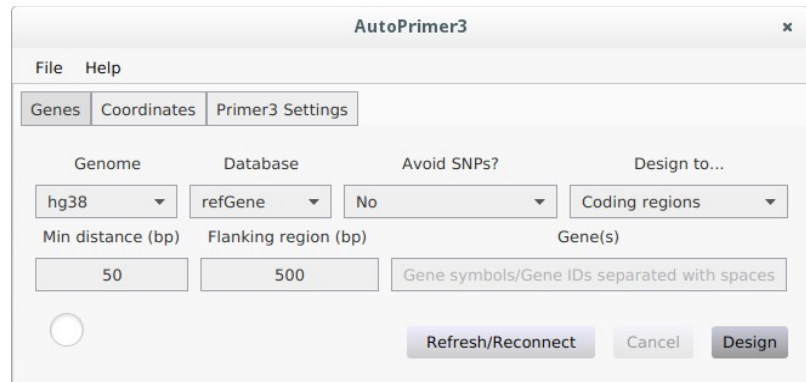 AutoPrimer3
File Help
Genes Coordinates Primer3 Settings
Genome Database Avoid SNPs? Design to...
hg38 refGene No Coding regions
Min distance (bp) Flanking region (bp) Gene(s)
50 500 Gene symbols/Gene IDs separated with spaces
Refresh/Reconnect Cancel Design